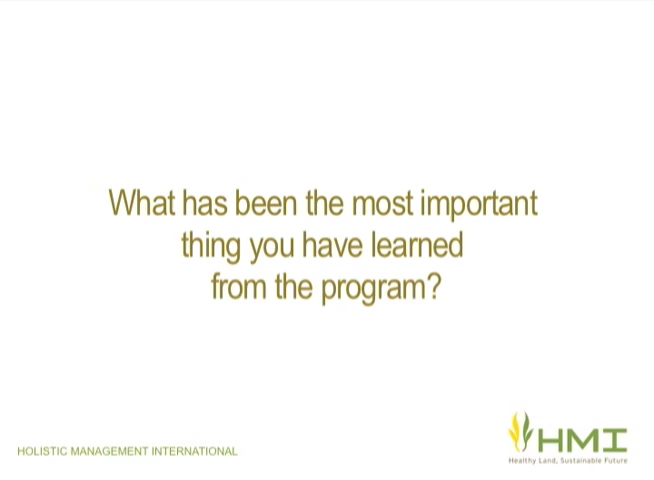 What has been the most important
thing you have learned
from the program?
HOLISTIC MANAGEMENT INTERNATIONAL
HMI
Healthy Land, Sustainable Future